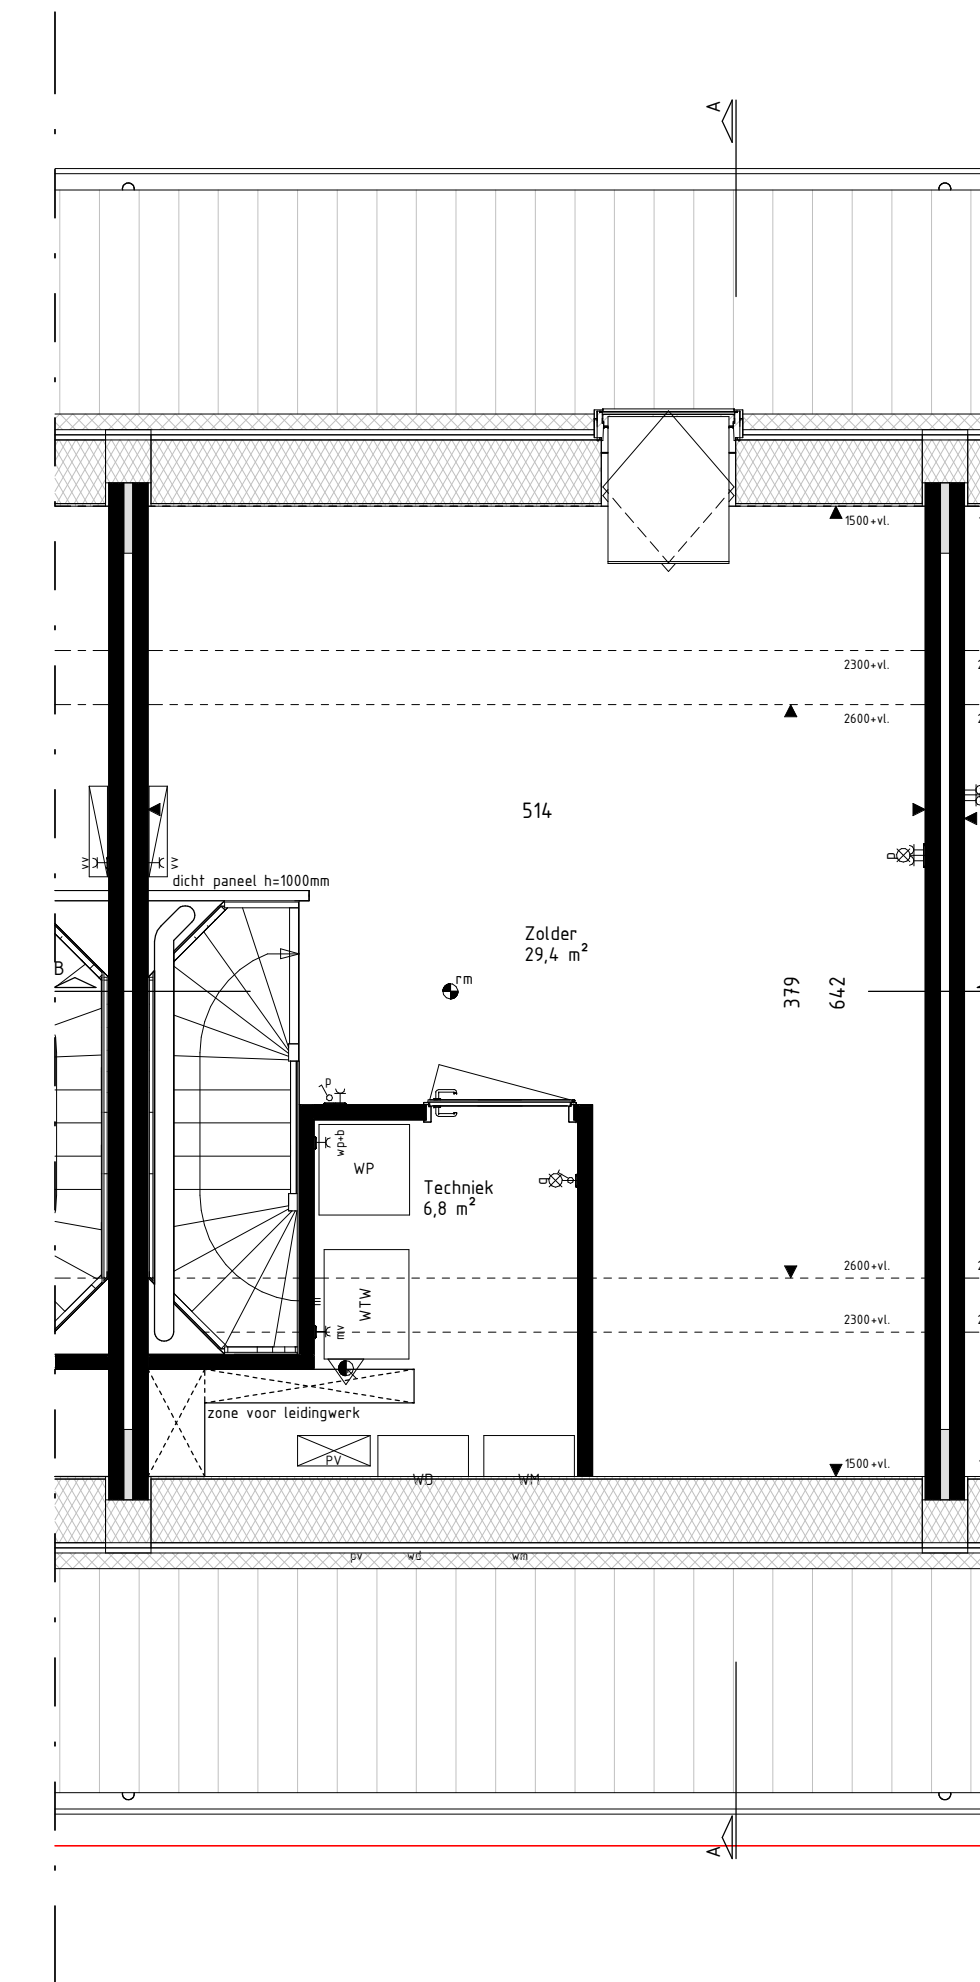 A
1500+vl.
2300+vl.
2600+vl.
514
p
vv
vv
dicht paneel h=1000mm
Zolder
29,4 m²
B
rm
379
642
p
wp+b
WP
Techniek
6,8 m²
g
2600+vl.
WTW
m
mv
2300+vl.
zone voor leidingwerk
PV
WD
WM
1500+vl.
pv
wd
wm
A